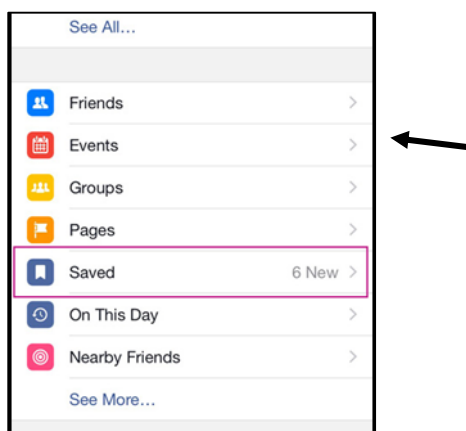 See All...
Friends
Events
Groups
Pages
Saved 6 New
On This Day
Nearby Friends
See More...